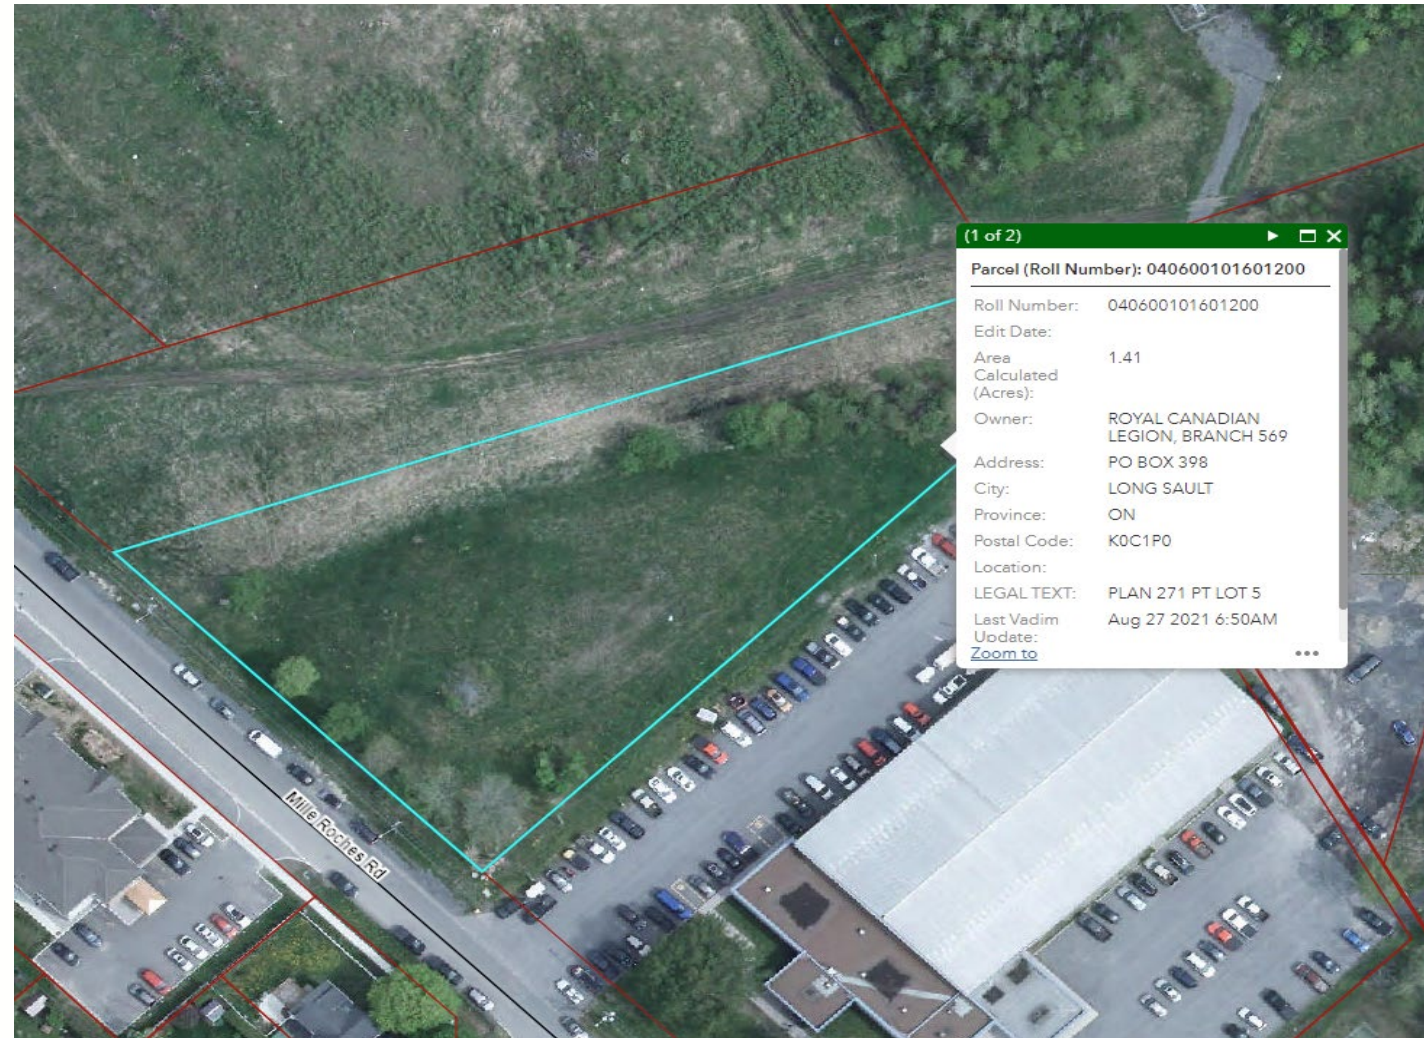 (1 of 2)
Parcel (Roll Number): 040600101601200
Roll Number: 040600101601200
Edit Date:
Area
Calculated
(Acres): 1.41
Owner: ROYAL CANADIAN
LEGION, BRANCH 569
Address: PO BOX 398
City: LONG SAULT
Province: ON
Postal Code: K0C1P0
Location:
LEGAL TEXT: PLAN 271 PT LOT 5
Last Vadim
Update: Aug 27 2021 6:50AM
Zoom to
Mille Roches Rd